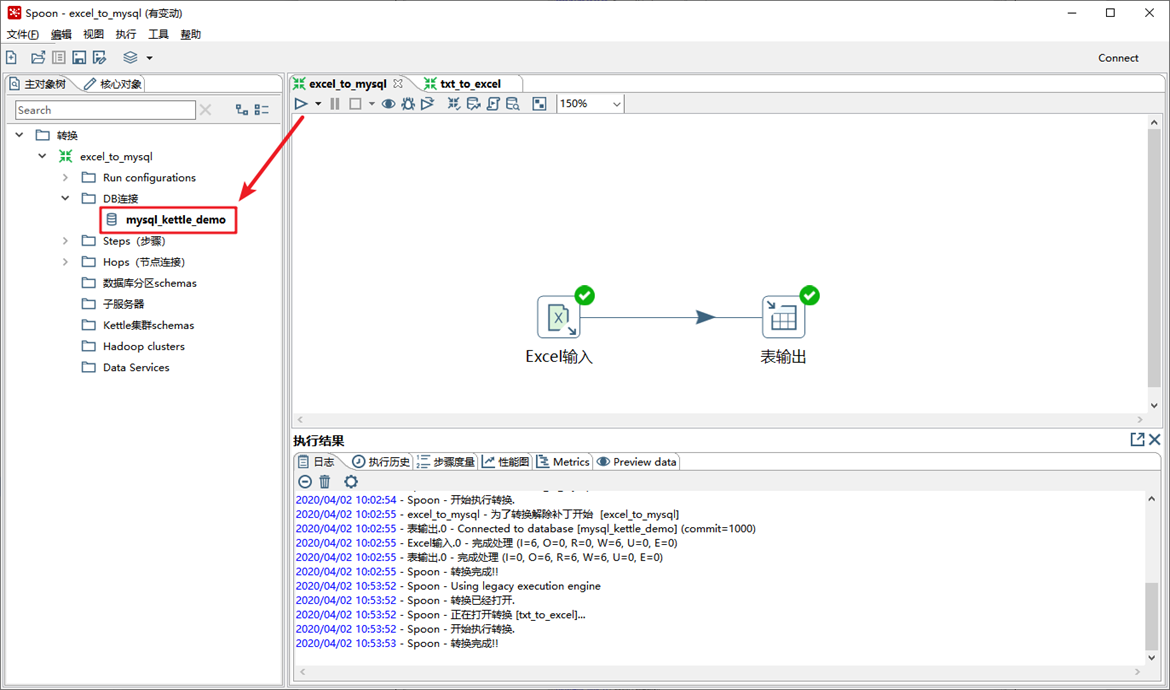 Spoon - excel_to_mysql (有变动)
文件(F) 编辑 视图 执行 工具 帮助
Connect
主对象树 核心对象
Search
转换
excel_to_mysql
Run configurations
DB连接
mysql_kettle_demo
Steps (步骤)
Hops (节点连接)
数据库分区schemas
子服务器
Kettle集群schemas
Hadoop clusters
Data Services
excel_to_mysql txt_to_excel
150%
Excel输入 表输出
执行结果
日志 执行历史 步骤度量 性能图 Metrics Preview data
2020/04/02 10:02:54 - Spoon - 开始执行转换.
2020/04/02 10:02:55 - excel_to_mysql - 为了转换解除补丁开始  [excel_to_mysql]
2020/04/02 10:02:55 - 表输出.0 - Connected to database [mysql_kettle_demo] (commit=1000)
2020/04/02 10:02:55 - Excel输入.0 - 完成处理 (I=6, O=0, R=0, W=6, U=0, E=0)
2020/04/02 10:02:55 - 表输出.0 - 完成处理 (I=0, O=6, R=6, W=6, U=0, E=0)
2020/04/02 10:02:55 - Spoon - 转换完成!!
2020/04/02 10:53:52 - Spoon - Using legacy execution engine
2020/04/02 10:53:52 - Spoon - 转换已经打开.
2020/04/02 10:53:52 - Spoon - 正在打开转换 [txt_to_excel]...
2020/04/02 10:53:52 - Spoon - 开始执行转换.
2020/04/02 10:53:53 - Spoon - 转换完成!!